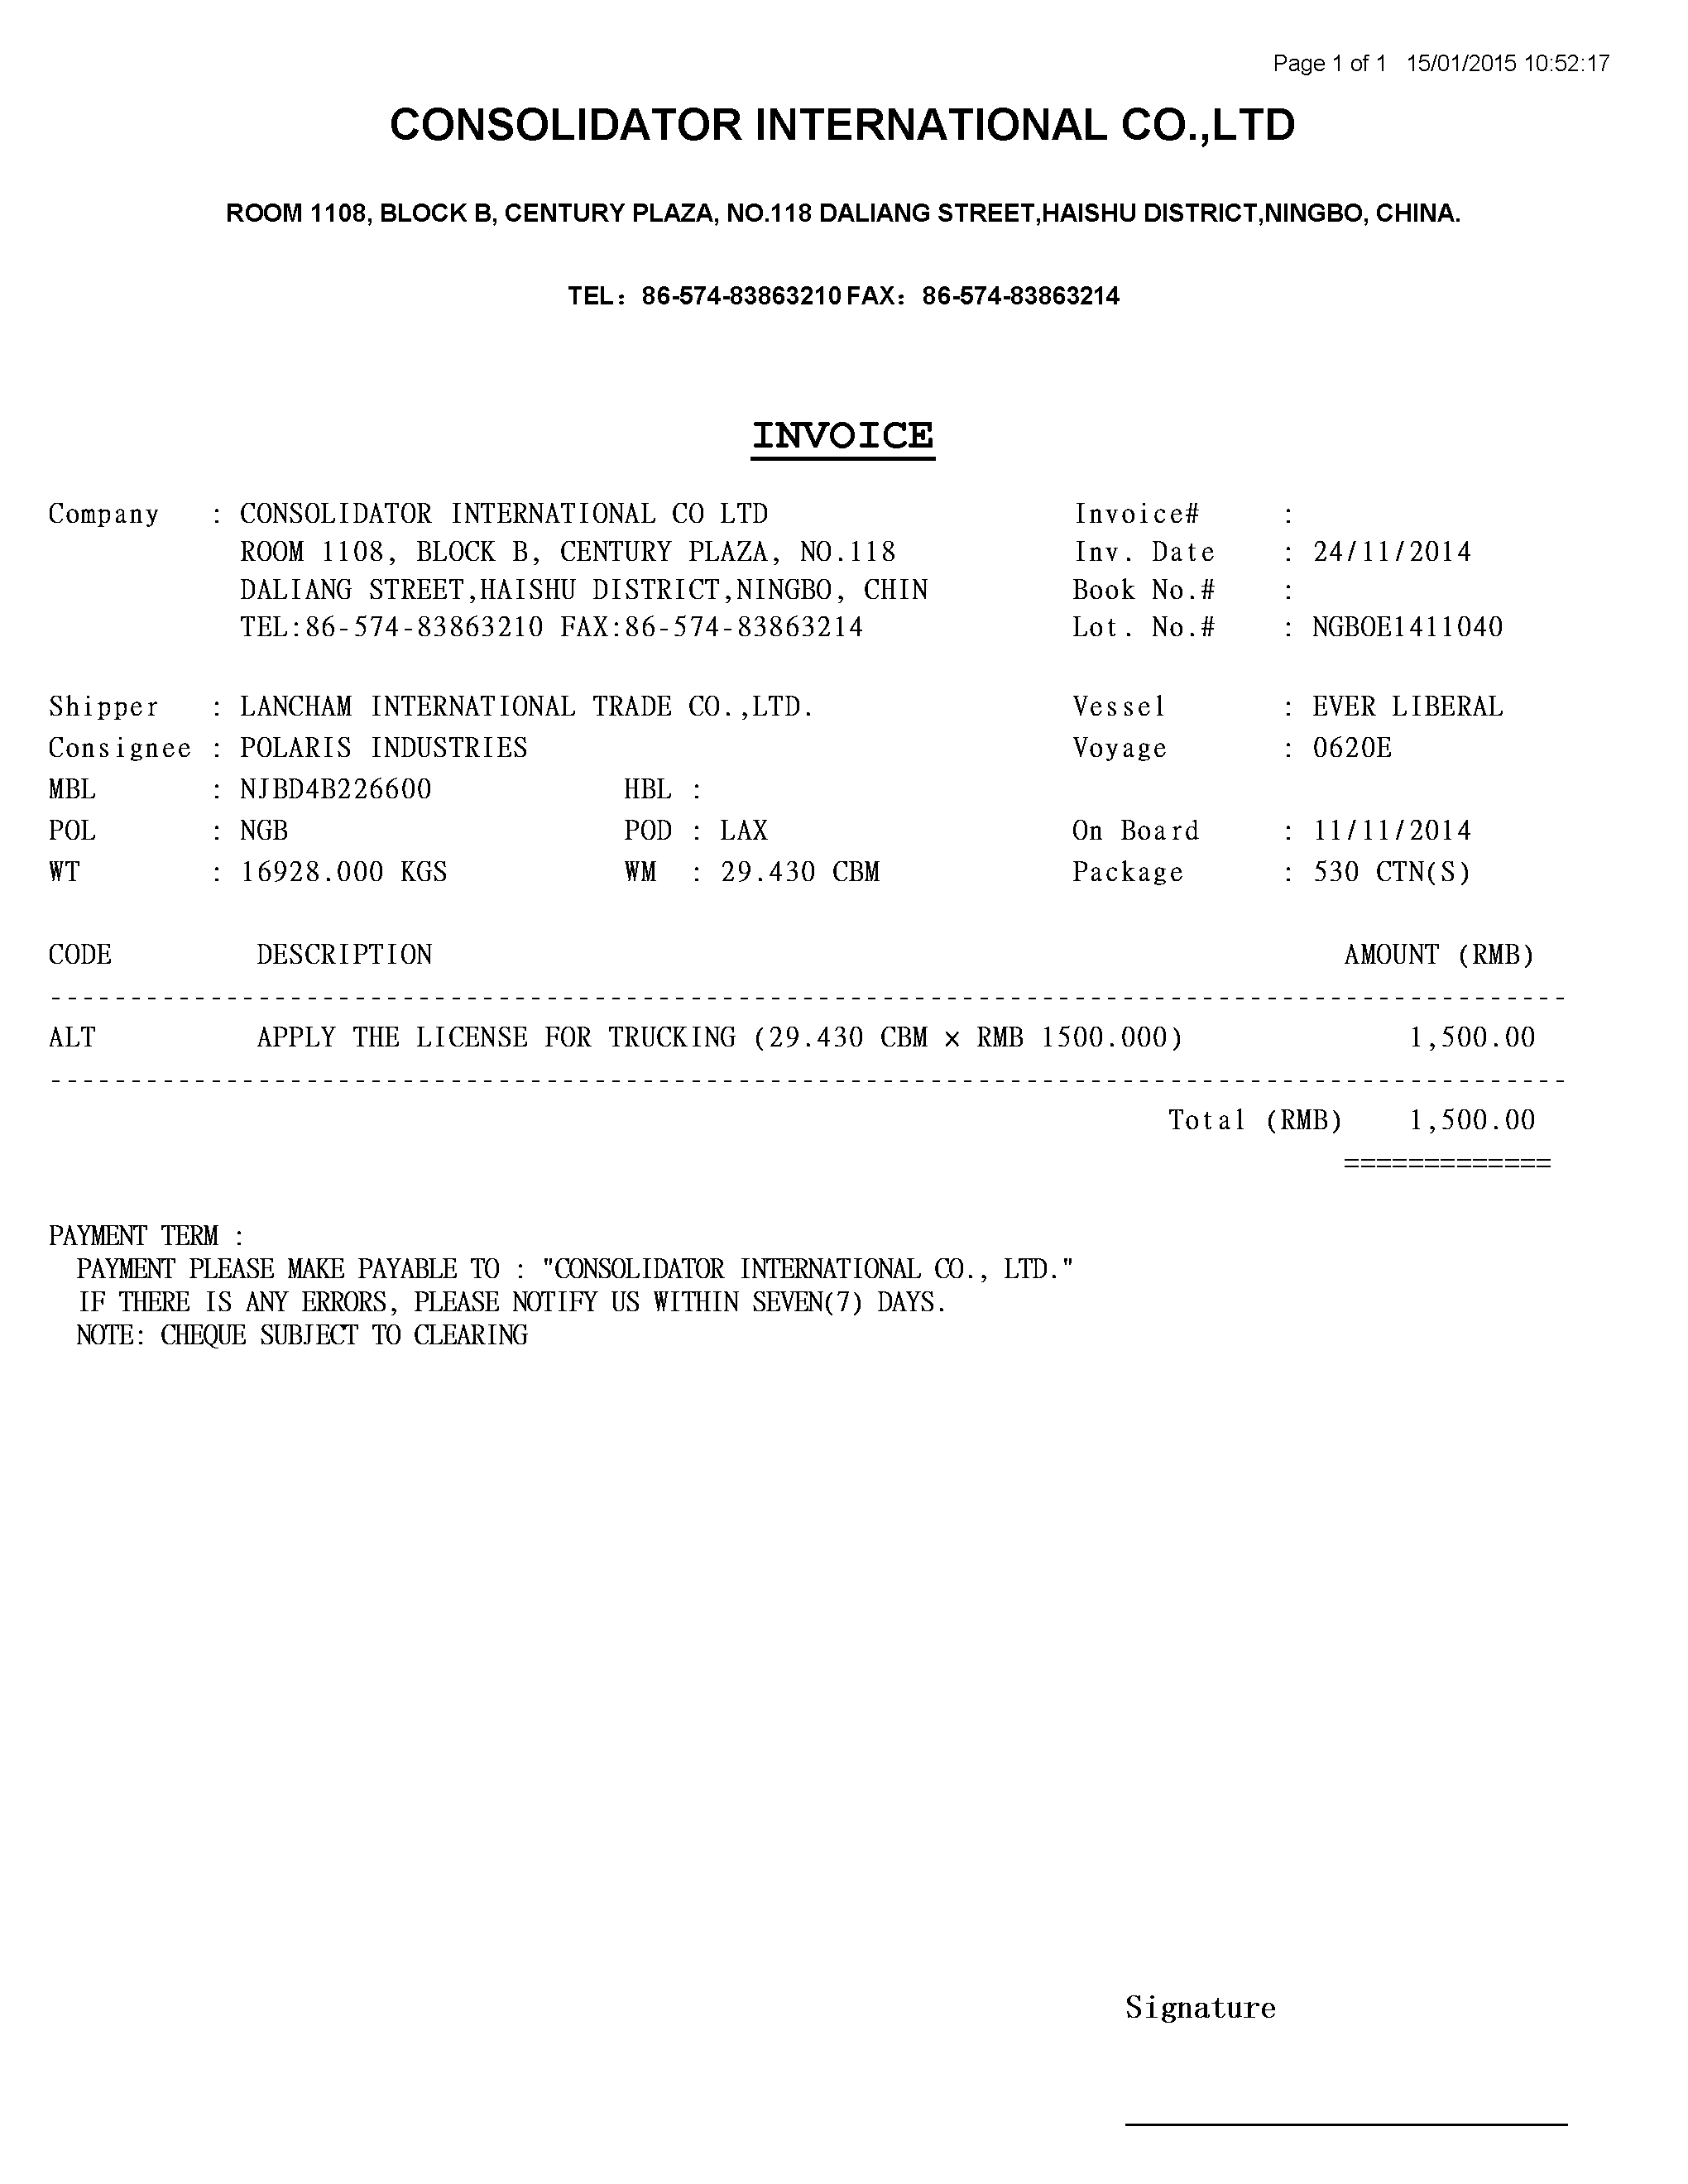 Page 1 of 1 15/01/2015 10:52:17
CONSOLIDATOR INTERNATIONAL CO.,LTD
ROOM 1108, BLOCK B, CENTURY PLAZA, NO.118 DALIANG STREET,HAISHU DISTRICT,NINGBO, CHINA.
TEL：86-574-83863210 FAX：86-574-83863214
INVOICE
Company : CONSOLIDATOR INTERNATIONAL CO LTD Invoice# :
ROOM 1108, BLOCK B, CENTURY PLAZA, NO.118 Inv. Date : 24/11/2014
DALIANG STREET,HAISHU DISTRICT,NINGBO, CHIN Book No.# :
TEL:86-574-83863210 FAX:86-574-83863214 Lot. No.# : NGBOE1411040
Shipper : LANCHAM INTERNATIONAL TRADE CO.,LTD. Vessel : EVER LIBERAL
Consignee : POLARIS INDUSTRIES Voyage : 0620E
MBL : NJBD4B226600 HBL :
POL : NGB POD : LAX On Board : 11/11/2014
WT : 16928.000 KGS WM : 29.430 CBM Package : 530 CTN(S)
CODE DESCRIPTION AMOUNT (RMB)
ALT APPLY THE LICENSE FOR TRUCKING (29.430 CBM × RMB 1500.000) 1,500.00
Total (RMB) 1,500.00
=============
PAYMENT TERM :
PAYMENT PLEASE MAKE PAYABLE TO : "CONSOLIDATOR INTERNATIONAL CO., LTD."
IF THERE IS ANY ERRORS, PLEASE NOTIFY US WITHIN SEVEN(7) DAYS.
NOTE: CHEQUE SUBJECT TO CLEARING
Signature